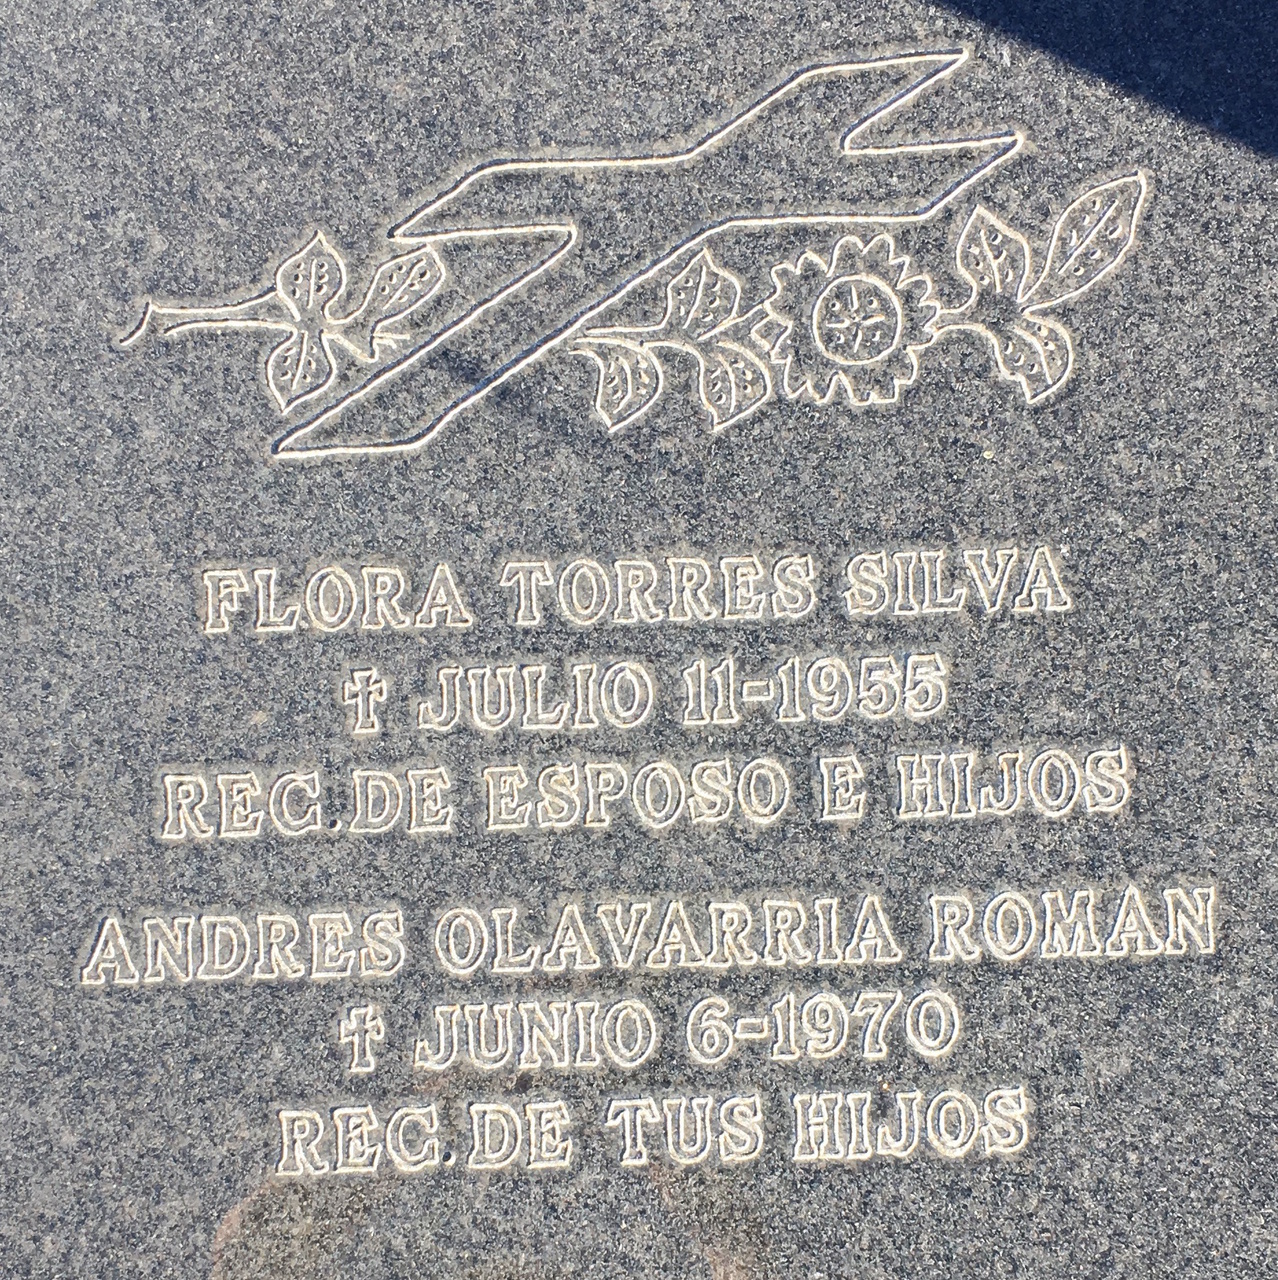 FLORA TORRES SILVA
✝ JULIO 11-1955
REC.DE ESPOSO E HIJOS
ANDRES OLAVARRIA ROMÁN
✝ JUNIO 6-1970
REC.DE TUS HIJOS